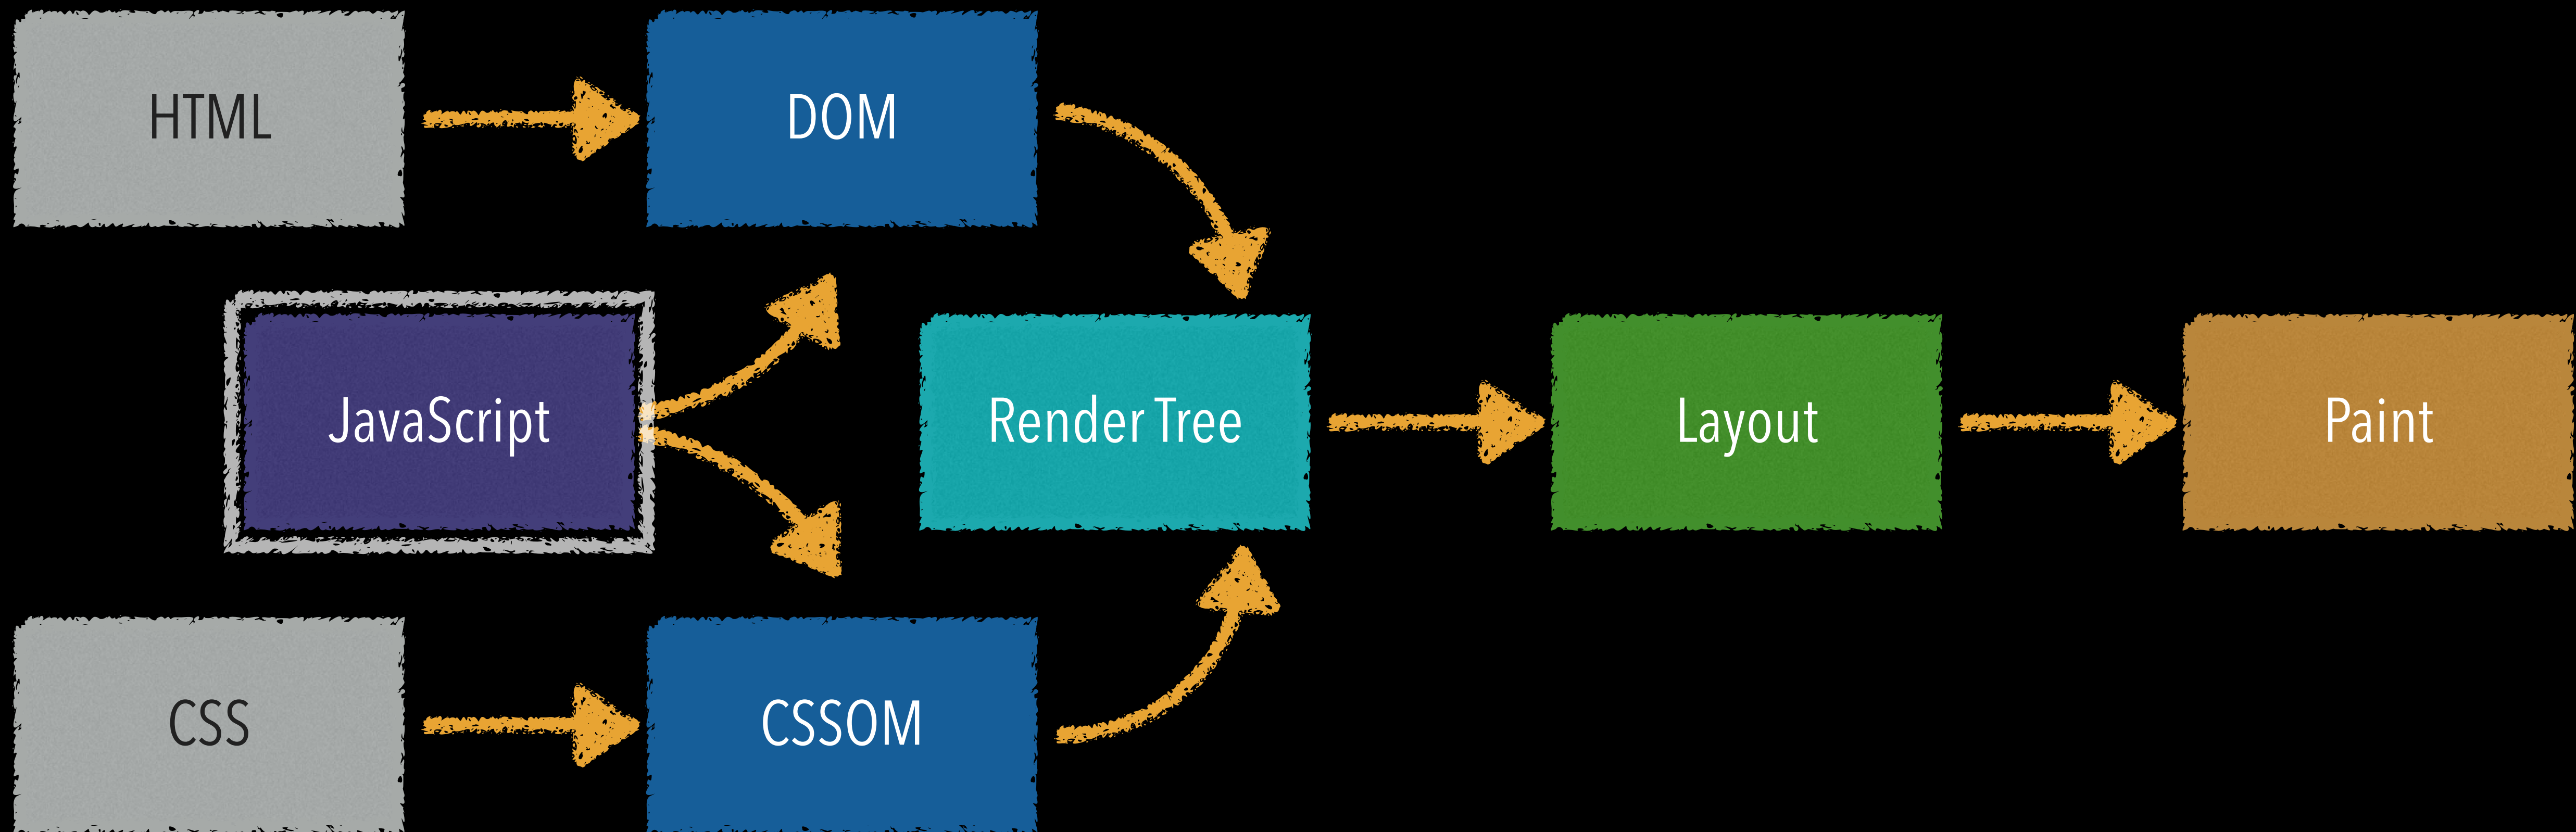 HTML
DOM
JavaScript
Render Tree
Layout
Paint
CSS
CSSOM